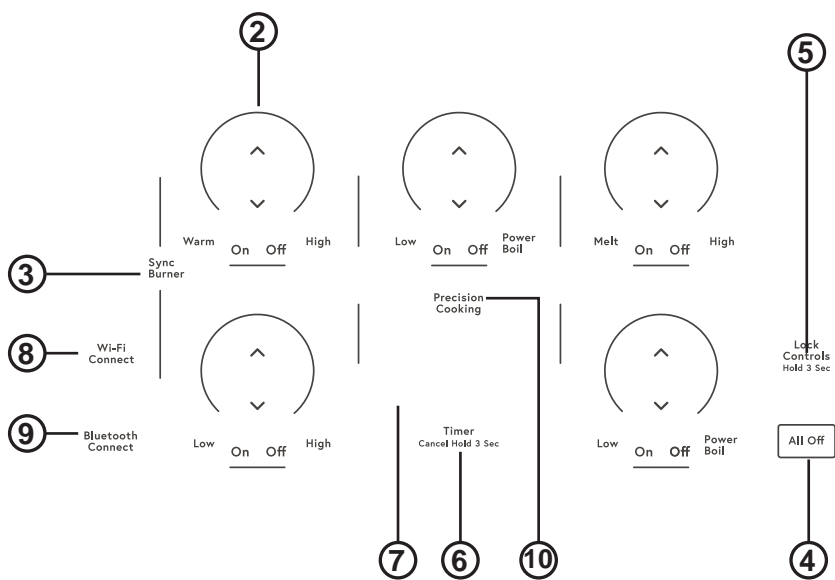 2
5
Warm On Off High
Low On Off Power
Boil
Melt On Off High
3
Sync
Burner
Precision
Cooking
8
Wi-Fi
Connect
Lock
Controls
Hold 3 Sec
9
Bluetooth
Connect
Low On Off High
Timer
Cancel Hold 3 Sec
Low On Off Power
Boil
All Off
7
6
10
4